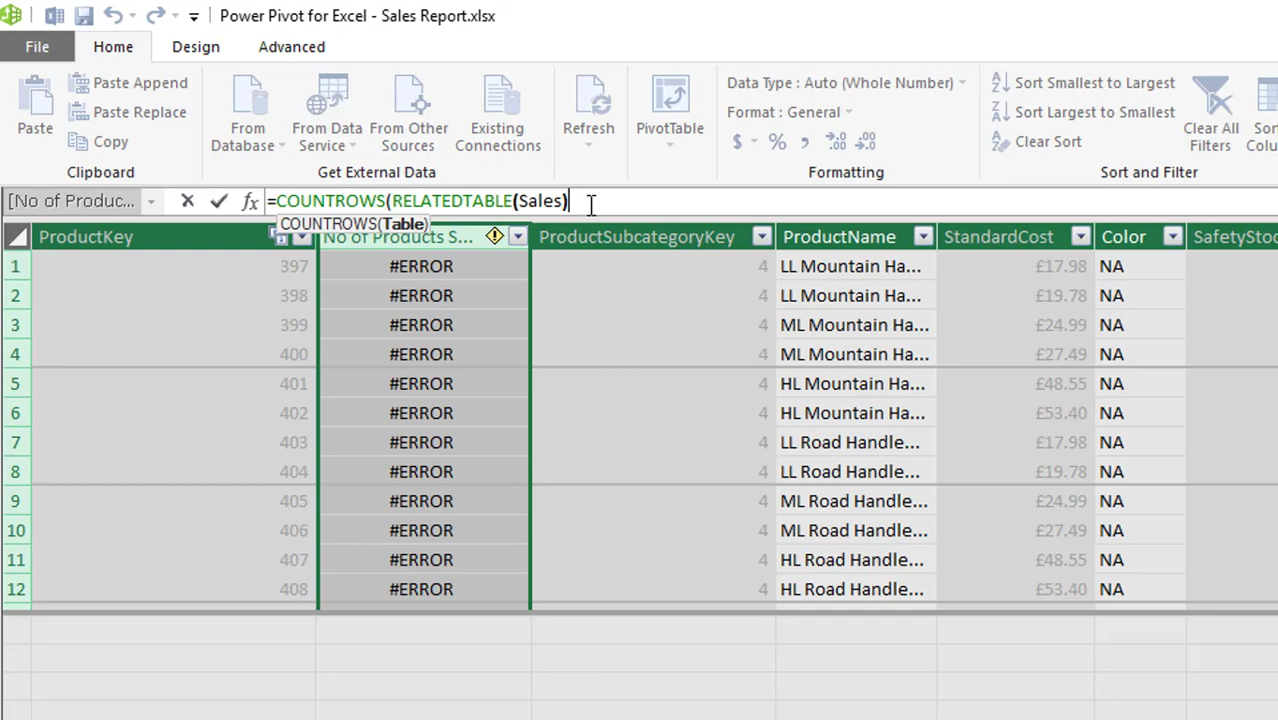 Power Pivot for Excel - Sales Report.xlsx
File Home Design Advanced
Paste
Paste Append
Paste Replace
Copy
Clipboard
From Database
From Data Service
From Other Sources
Existing Connections
Get External Data
Refresh
PivotTable
Data Type : Auto (Whole Number)
Format : General
$ % , .00 .00
Formatting
Sort Smallest to Largest
Sort Largest to Smallest
Clear Sort
Clear All Filters
Sort and Filter
[No of Produc... fx =COUNTROWS(RELATEDTABLE(Sales)
COUNTROWS(Table)
ProductKey No of Products S... ProductSubcategoryKey ProductName StandardCost Color SafetyStoc
1 397 #ERROR 4 LL Mountain Ha... £17.98 NA
2 398 #ERROR 4 LL Mountain Ha... £19.78 NA
3 399 #ERROR 4 ML Mountain Ha... £24.99 NA
4 400 #ERROR 4 ML Mountain Ha... £27.49 NA
5 401 #ERROR 4 HL Mountain Ha... £48.55 NA
6 402 #ERROR 4 HL Mountain Ha... £53.40 NA
7 403 #ERROR 4 LL Road Handle... £17.98 NA
8 404 #ERROR 4 LL Road Handle... £19.78 NA
9 405 #ERROR 4 ML Road Handle... £24.99 NA
10 406 #ERROR 4 ML Road Handle... £27.49 NA
11 407 #ERROR 4 HL Road Handle... £48.55 NA
12 408 #ERROR 4 HL Road Handle... £53.40 NA